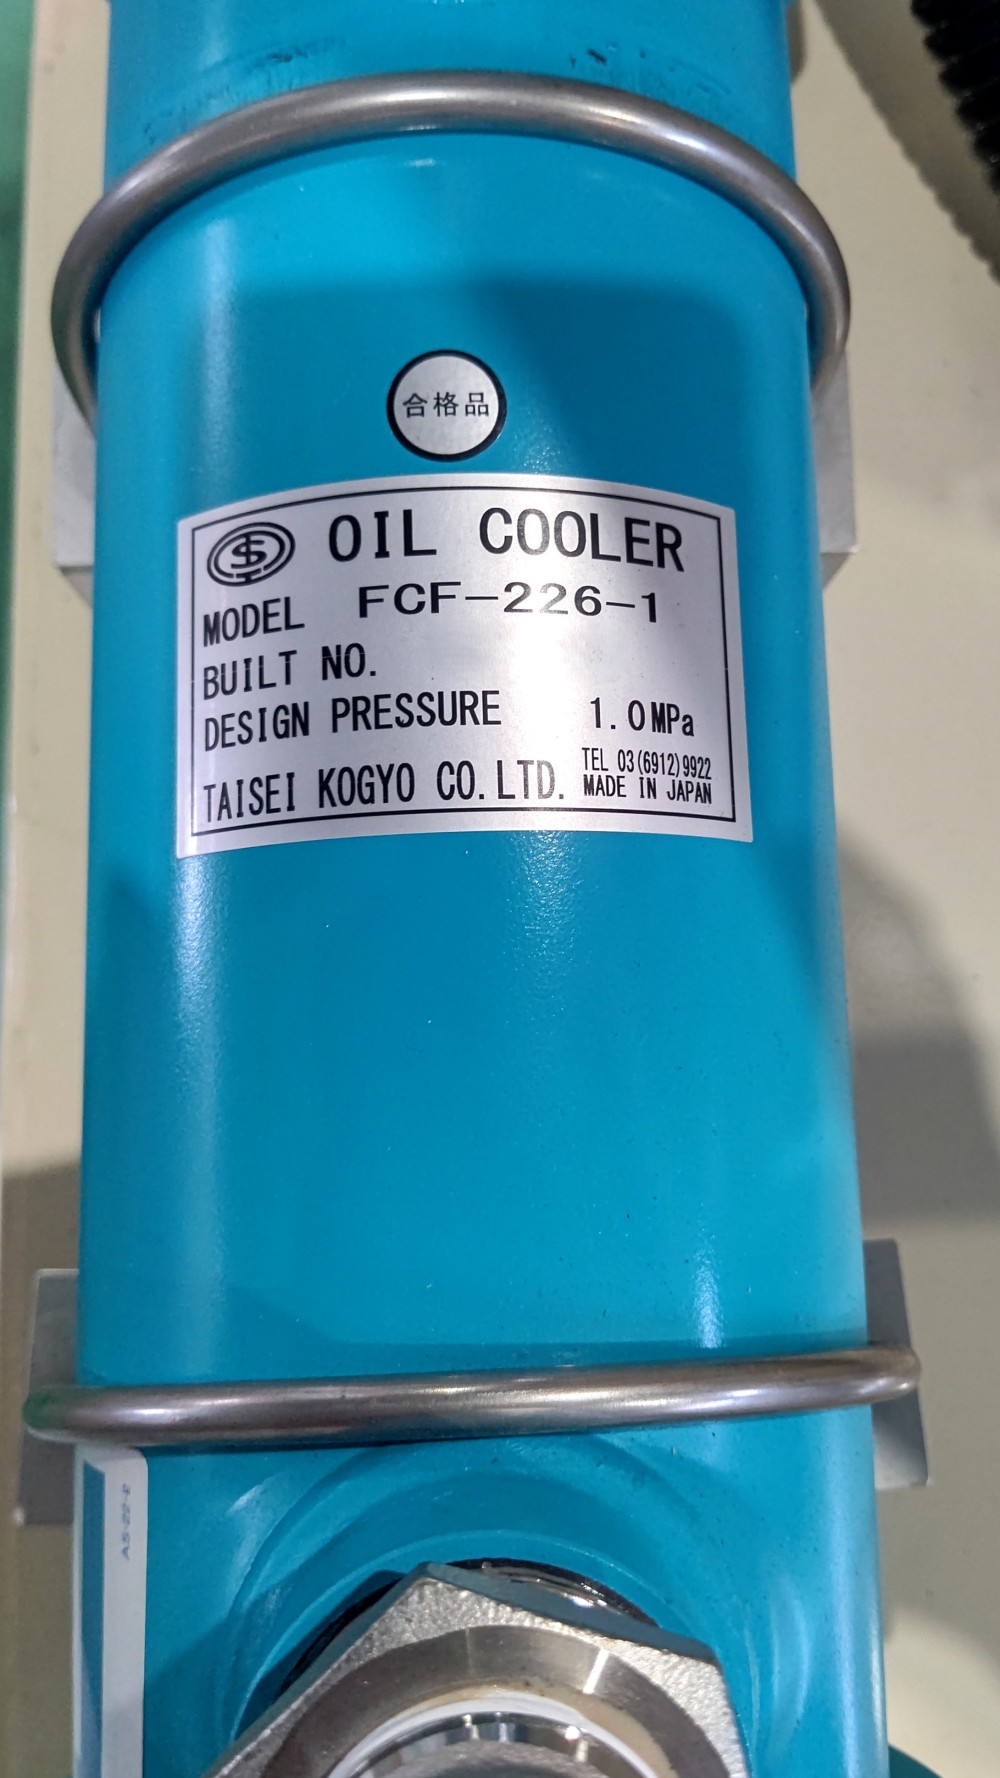 合格品
OIL COOLER
MODEL FCF-226-1
BUILT NO.
DESIGN PRESSURE 1.0MPa
TAISEI KOGYO CO.LTD. TEL 03(6912)9922
MADE IN JAPAN